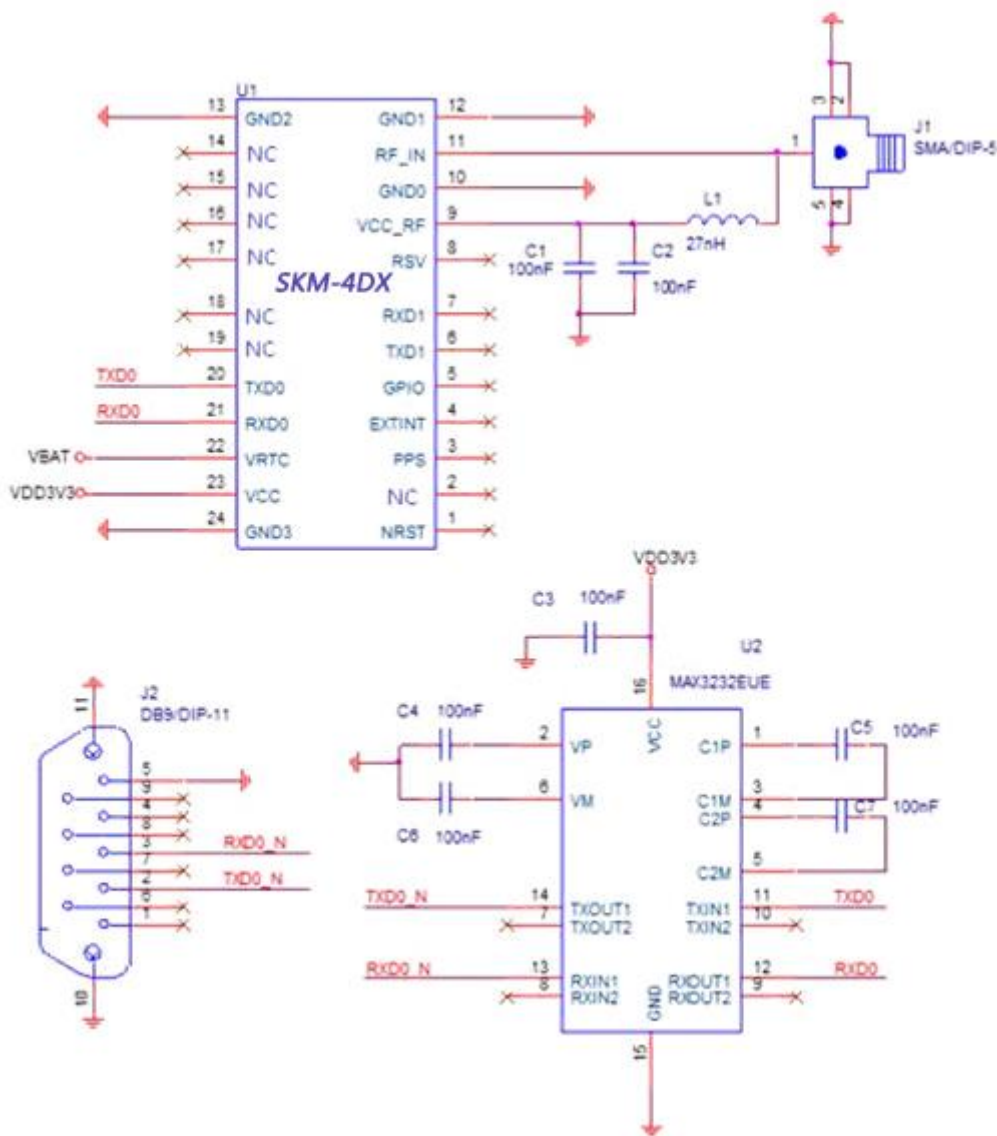 U1
13 GND2
14 NC
15 NC
16 NC
17 NC
18 NC
19 NC
TXD0 20 TXD0
RXD0 21 RXD0
VBAT 22 VRTC
VDD3V3 23 VCC
24 GND3
SKM-4DX
GND1 12
RF_IN 11
GND0 10
VCC_RF 9
RSV 8
RXD1 7
TXD1 6
GPIO 5
EXTINT 4
PPS 3
NC 2
NRST 1
C1
100nF
C2
100nF
L1
27nH
3 2
1
5 4
J1
SMA/DIP-5
VDD3V3
C3 100nF
U2
MAX3232EUE
16
VCC
C4 100nF
2 VP
6 VM
C6 100nF
C1P 1
C5 100nF
C1M 3
C2P 4
C7 100nF
C2M 5
TXD0_N 14 TXOUT1
7 TXOUT2
RXD0_N 13 RXIN1
8 RXIN2
TXIN1 11 TXD0
TXIN2 10
RXOUT1 12 RXD0
RXOUT2 9
GND
15
J2
DB9/DIP-11
11
5
9
4
8
3 RXD0_N
7
2 TXD0_N
6
1
10